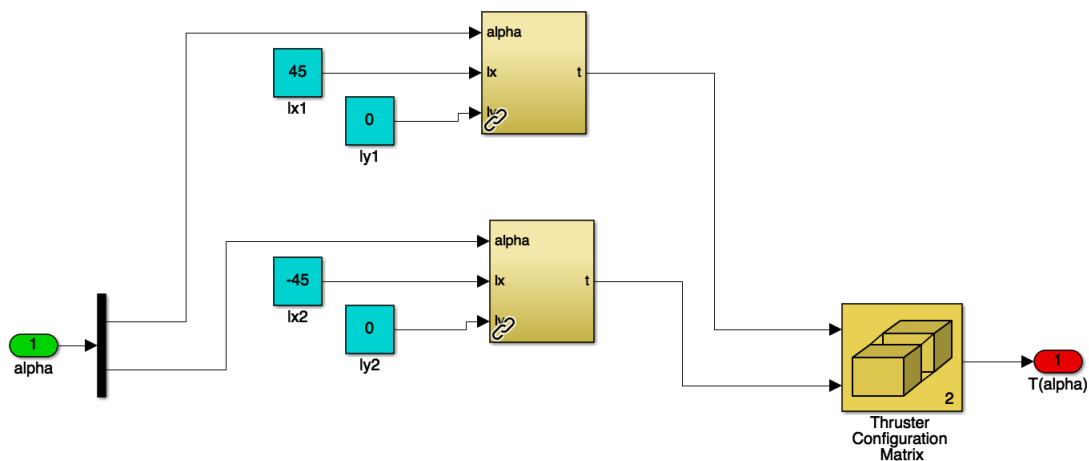 alpha
45
lx
t
lx1
0
ly
ly1
alpha
-45
lx
t
lx2
0
ly
ly2
1
alpha
2
1
T(alpha)
Thruster
Configuration
Matrix